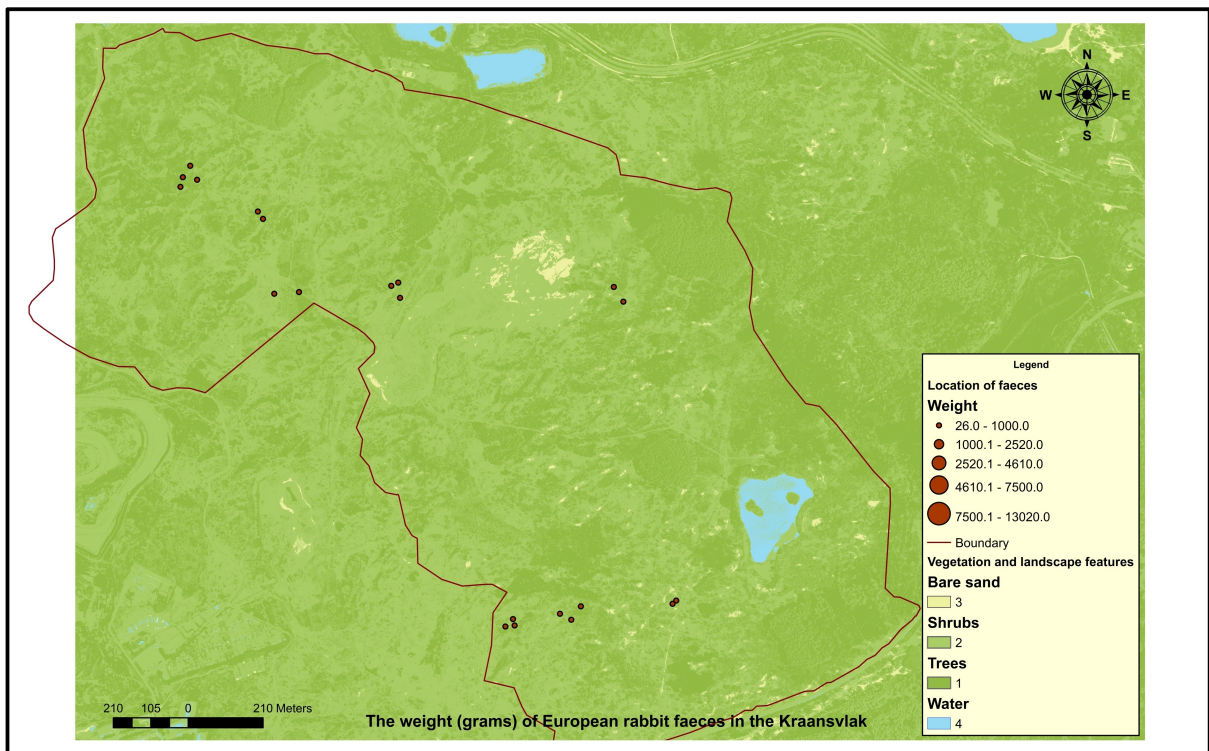 N
W E
S
Legend
Location of faeces
Weight
26.0 - 1000.0
1000.1 - 2520.0
2520.1 - 4610.0
4610.1 - 7500.0
7500.1 - 13020.0
Boundary
Vegetation and landscape features
Bare sand
3
Shrubs
2
Trees
1
Water
4
210 105 0 210 Meters
The weight (grams) of European rabbit faeces in the Kraansvlak